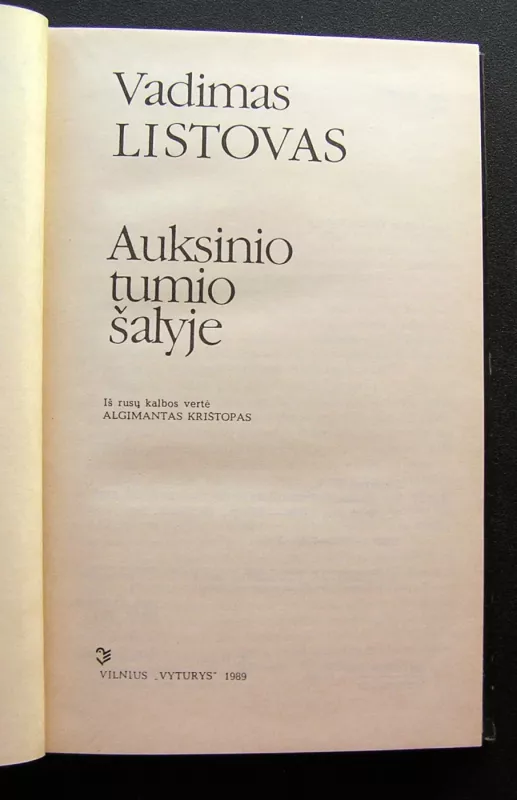 Vadimas
LISTOVAS
Auksinio
tumio
šalyje
Iš rusų kalbos vertė
ALGIMANTAS KRIŠTOPAS
VILNIUS „VYTURYS“ 1989